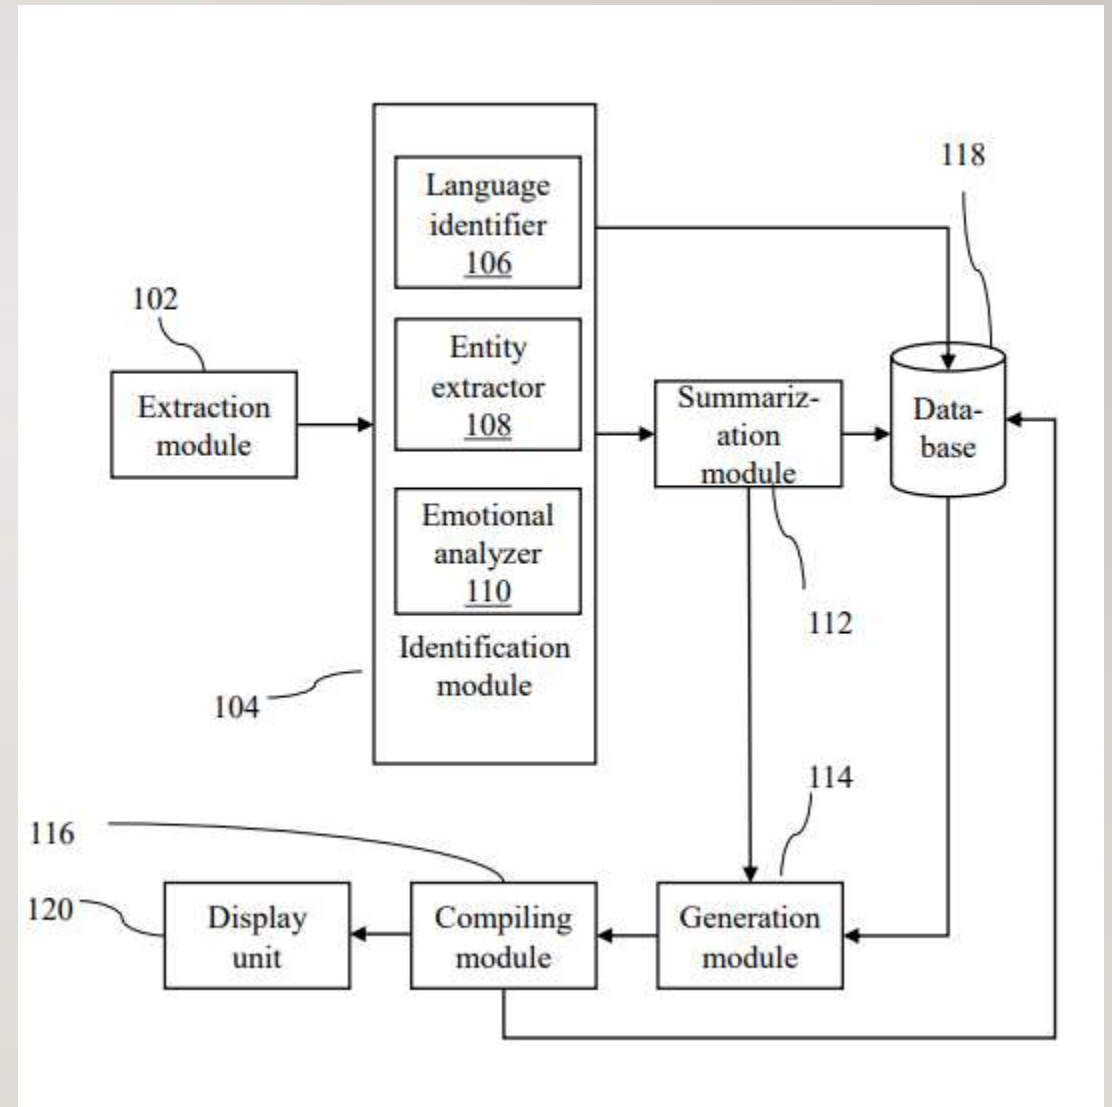 118
Language
identifier
106
102
Entity
extractor
108
Extraction
module
Summariz-
ation
module
Data-
base
Emotional
analyzer
110
112
Identification
module
104
114
116
120
Display
unit
Compiling
module
Generation
module